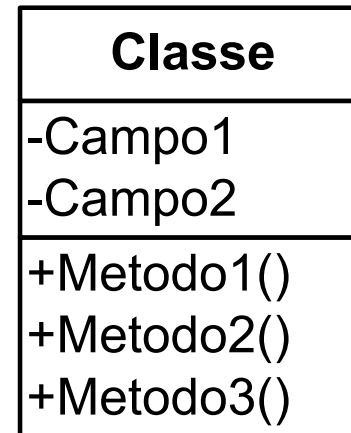 Classe
-Campo1
-Campo2
+Metodo1()
+Metodo2()
+Metodo3()